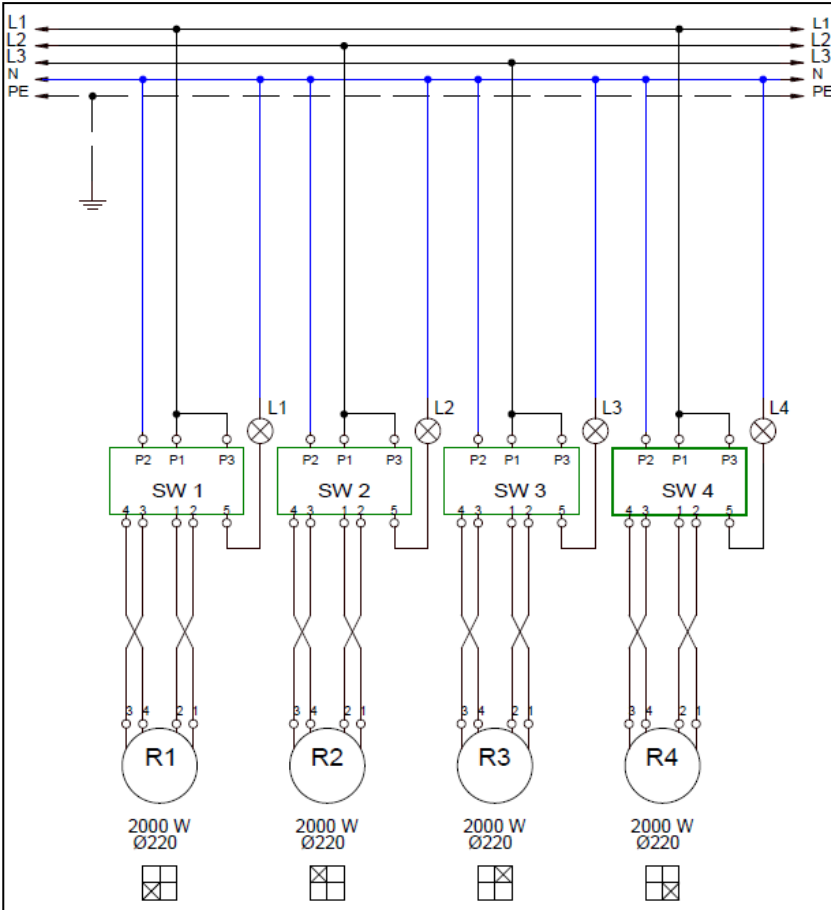 L1 L1
L2 L2
L3 L3
N N
PE PE
L1 L2 L3 L4
P2 P1 P3 P2 P1 P3 P2 P1 P3 P2 P1 P3
SW 1 SW 2 SW 3 SW 4
4 3 1 2 5 4 3 1 2 5 4 3 1 2 5 4 3 1 2 5
3 4 2 1 3 4 2 1 3 4 2 1 3 4 2 1
R1 R2 R3 R4
2000 W 2000 W 2000 W 2000 W
Ø220 Ø220 Ø220 Ø220